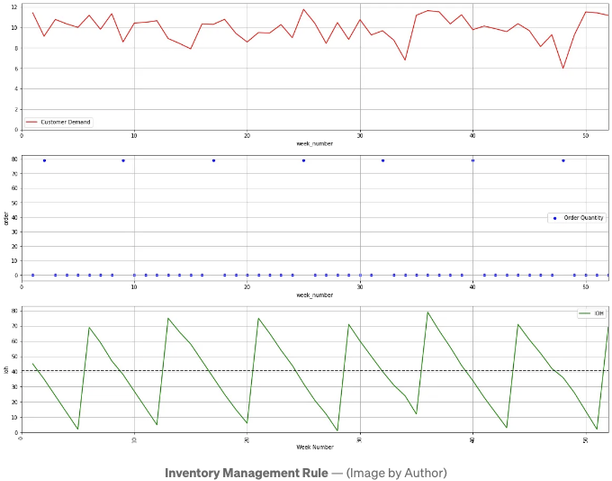 12
10
8
6
4
2
0
Customer Demand
0 10 20 30 40 50
week_number
80
70
60
50
40
30
20
10
0
order
Order Quantity
0 10 20 30 40 50
week_number
80
70
60
50
40
30
20
10
0
IOH
0 10 20 30 40 50
Week Number
Inventory Management Rule — (Image by Author)